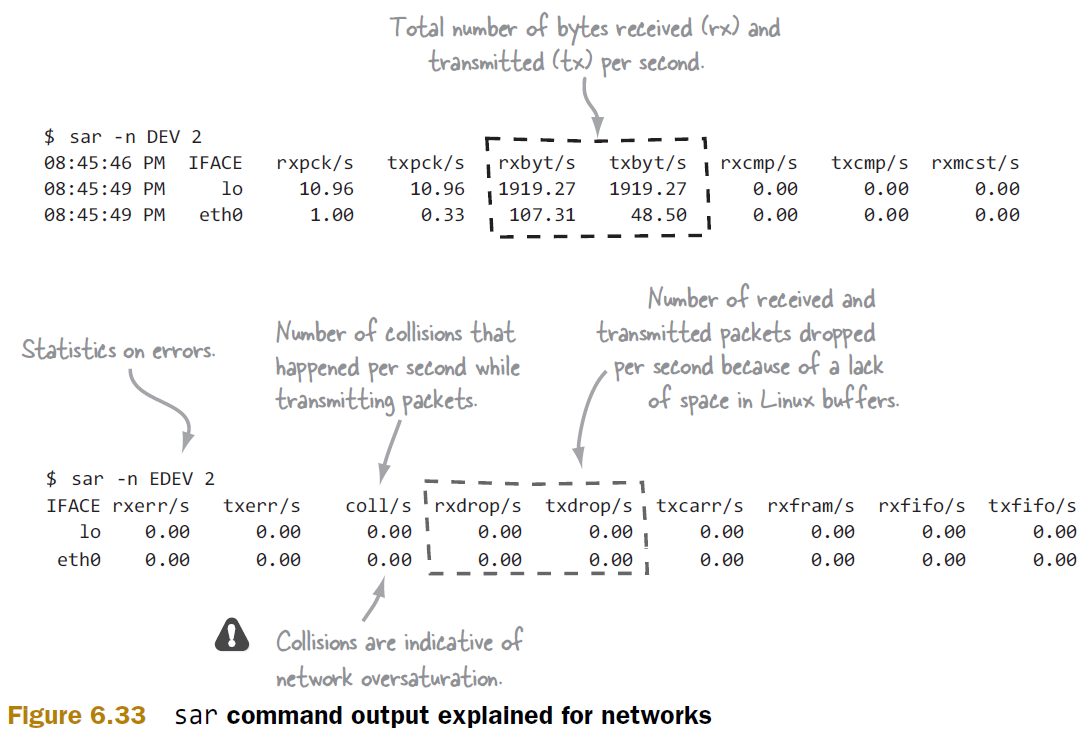 Total number of bytes received (rx) and
transmitted (tx) per second.
$ sar -n DEV 2
08:45:46 PM IFACE rxpck/s txpck/s rxbyt/s txbyt/s rxcmp/s txcmp/s rxmcst/s
08:45:49 PM lo 10.96 10.96 1919.27 1919.27 0.00 0.00 0.00
08:45:49 PM eth0 1.00 0.33 107.31 48.50 0.00 0.00 0.00
Statistics on errors.
Number of collisions that
happened per second while
transmitting packets.
Number of received and
transmitted packets dropped
per second because of a lack
of space in Linux buffers.
$ sar -n EDEV 2
IFACE rxerr/s txerr/s coll/s rxdrop/s txdrop/s txcarr/s rxfram/s rxfifo/s txfifo/s
lo 0.00 0.00 0.00 0.00 0.00 0.00 0.00 0.00 0.00
eth0 0.00 0.00 0.00 0.00 0.00 0.00 0.00 0.00 0.00
Collisions are indicative of
network oversaturation.
Figure 6.33 sar command output explained for networks